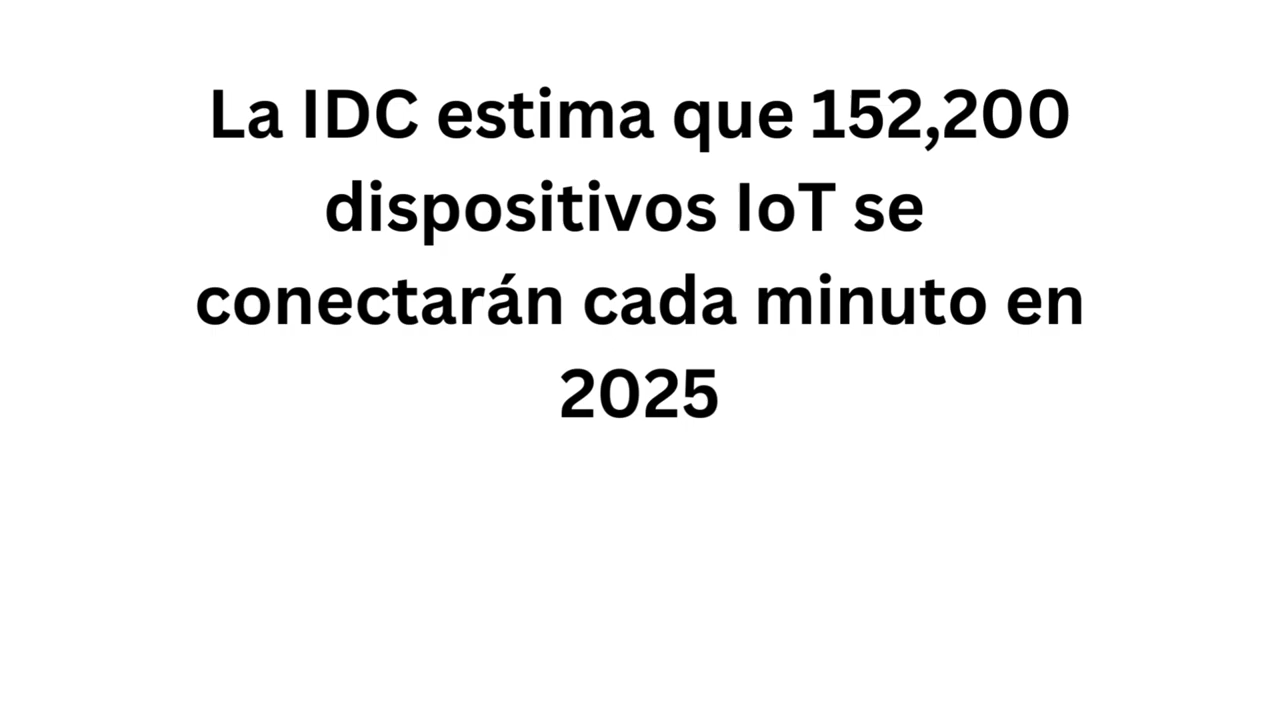 La IDC estima que 152,200
dispositivos IoT se
conectarán cada minuto en
2025